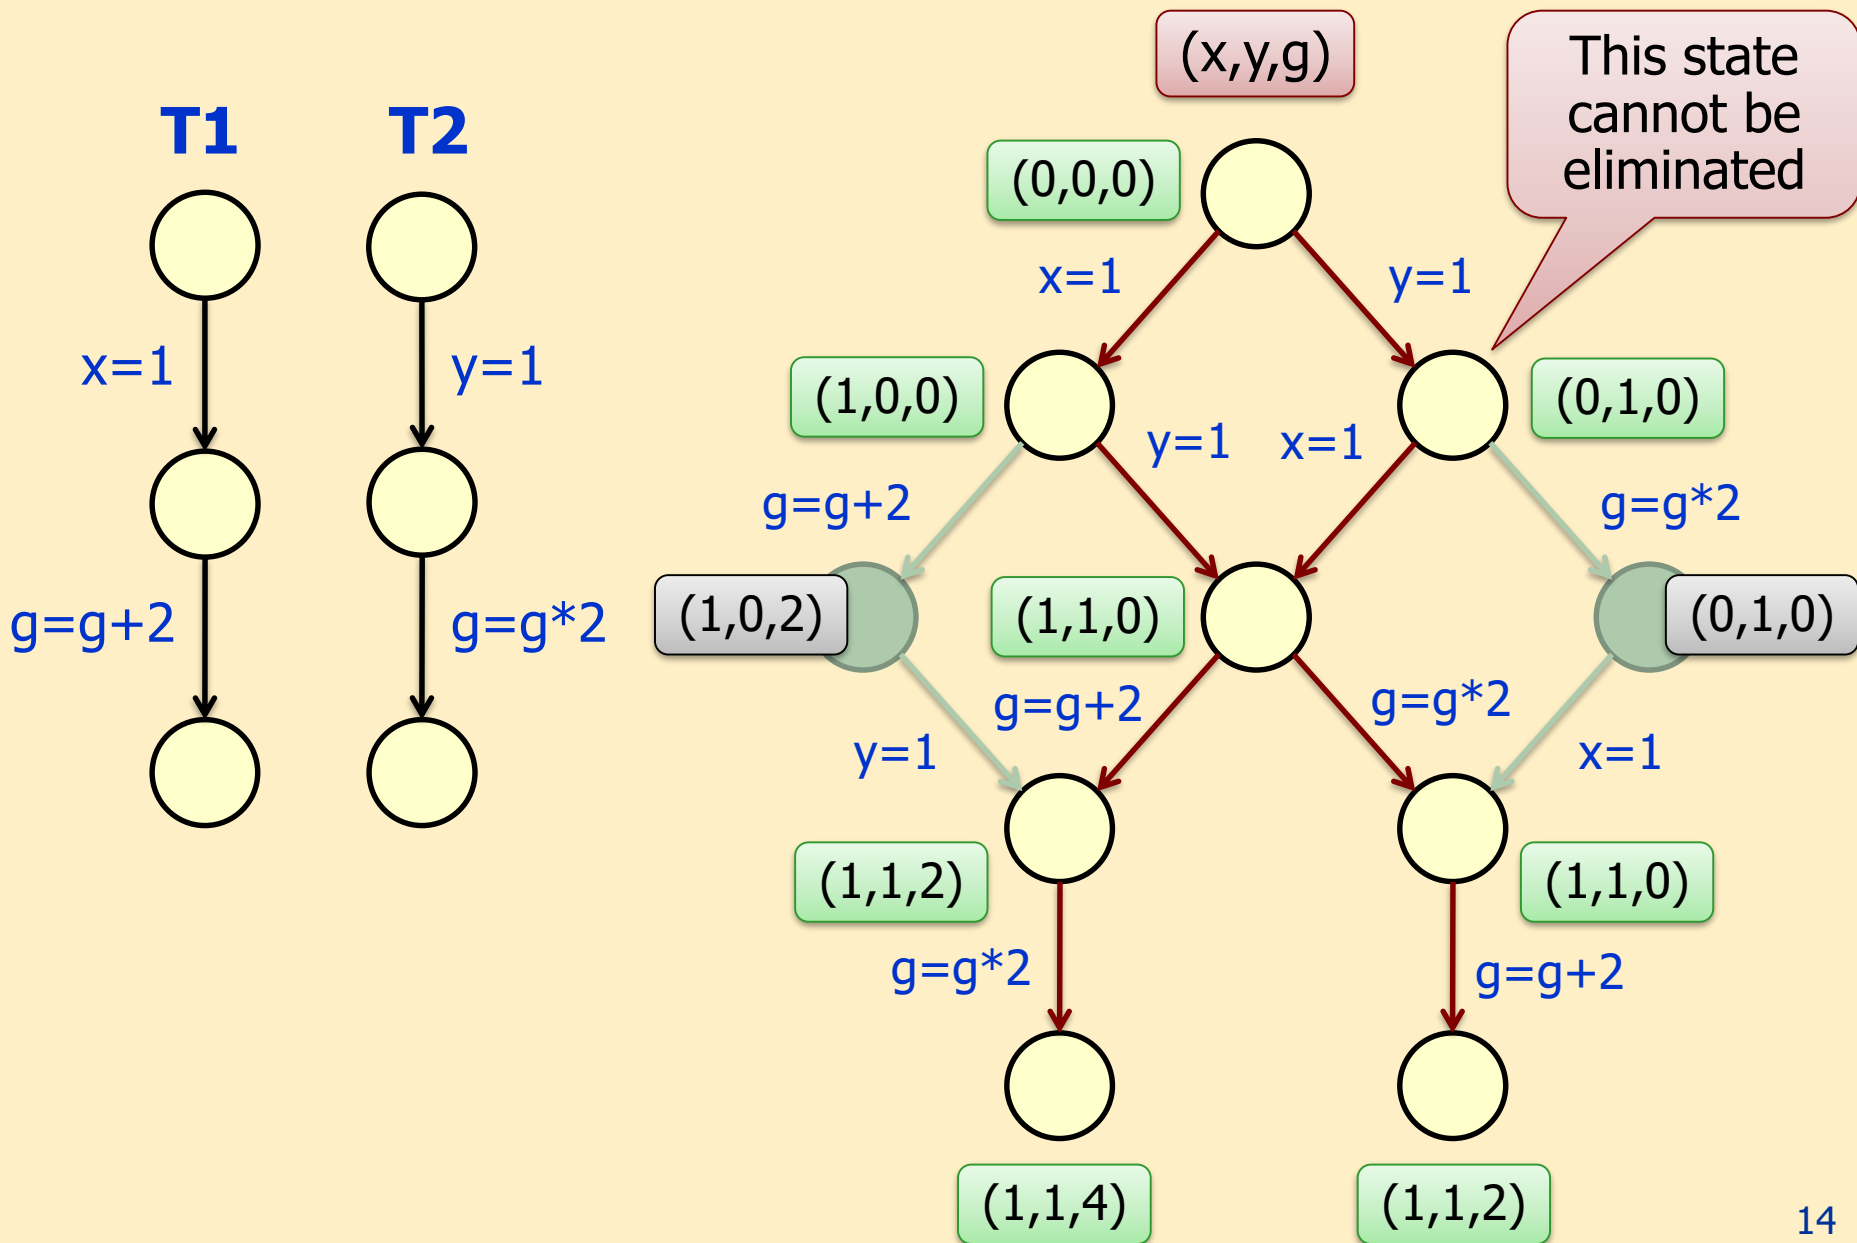 (x,y,g)
This state
cannot be
eliminated
T1
T2
(0,0,0)
x=1
y=1
x=1
y=1
(1,0,0)
(0,1,0)
y=1
x=1
g=g+2
g=g*2
(1,0,2)
(1,1,0)
(0,1,0)
g=g+2
g=g*2
g=g+2
g=g*2
y=1
x=1
(1,1,2)
(1,1,0)
g=g*2
g=g+2
(1,1,4)
(1,1,2)
14